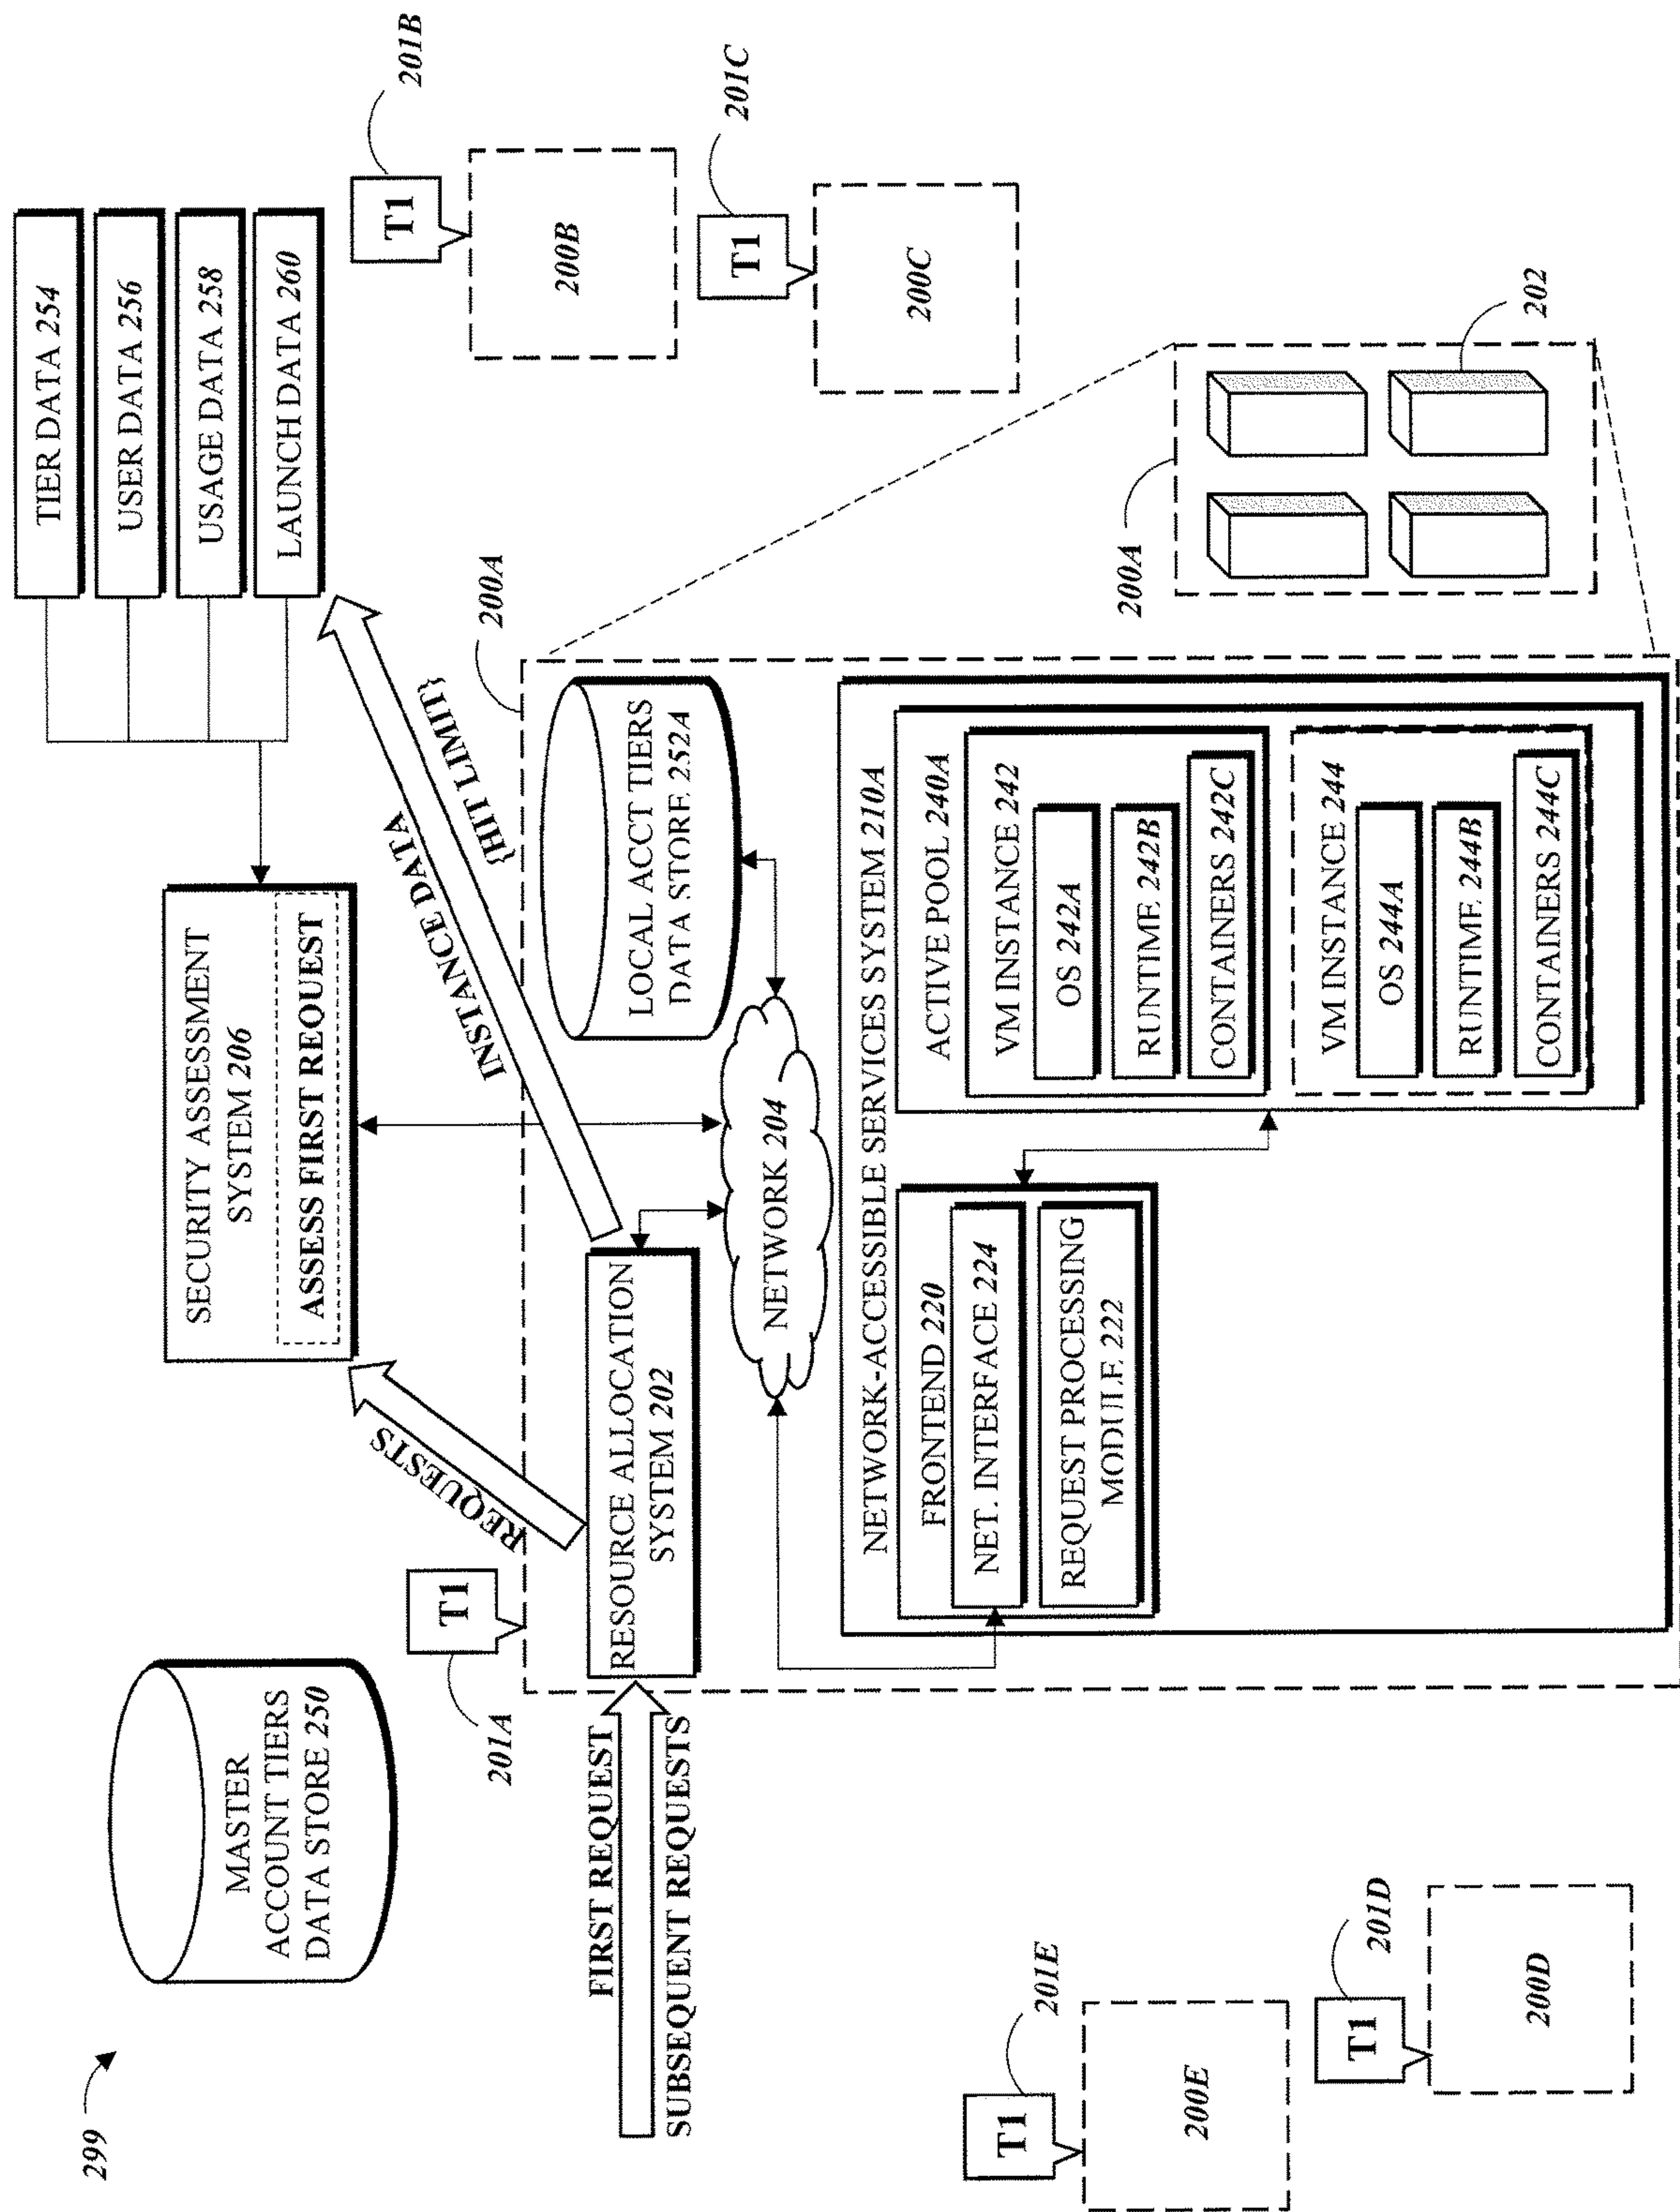 299
MASTER
ACCOUNT TIERS
DATA STORE 250
SECURITY ASSESSMENT
SYSTEM 206
ASSESS FIRST REQUEST
TIER DATA 254
USER DATA 256
USAGE DATA 258
LAUNCH DATA 260
T1
201A
T1
201B
200B
T1
201C
200C
REQUESTS
INSTANCE DATA
{HIT LIMIT}
200A
FIRST REQUEST
SUBSEQUENT REQUESTS
RESOURCE ALLOCATION
SYSTEM 202
LOCAL ACCT TIERS
DATA STORE 252A
NETWORK 204
NETWORK-ACCESSIBLE SERVICES SYSTEM 210A
FRONTEND 220
NET. INTERFACE 224
REQUEST PROCESSING
MODULE 222
ACTIVE POOL 240A
VM INSTANCE 242
OS 242A
RUNTIME 242B
CONTAINERS 242C
VM INSTANCE 244
OS 244A
RUNTIME 244B
CONTAINERS 244C
200A
202
T1
201E
200E
T1
201D
200D